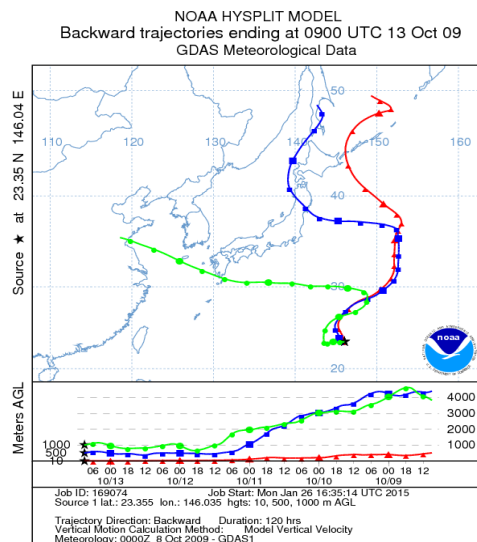 NOAA HYSPLIT MODEL
Backward trajectories ending at 0900 UTC 13 Oct 09
GDAS Meteorological Data
Source ★ at 23.35 N 146.04 E
50
110 120 130 140 150 160
40
30
20
noaa
Meters AGL
4000
3000
2000
1000 1000
500
10
06 00 18 12 06 00 18 12 06 00 18 12 06 00 18 12 06 00 18 12
10/13 10/12 10/11 10/10 10/09
Job ID: 169074 Job Start: Mon Jan 26 16:35:14 UTC 2015
Source 1 lat.: 23.355 lon.: 146.035 hgts: 10, 500, 1000 m AGL
Trajectory Direction: Backward Duration: 120 hrs
Vertical Motion Calculation Method: Model Vertical Velocity
Meteorology: 0000Z 8 Oct 2009 - GDAS1